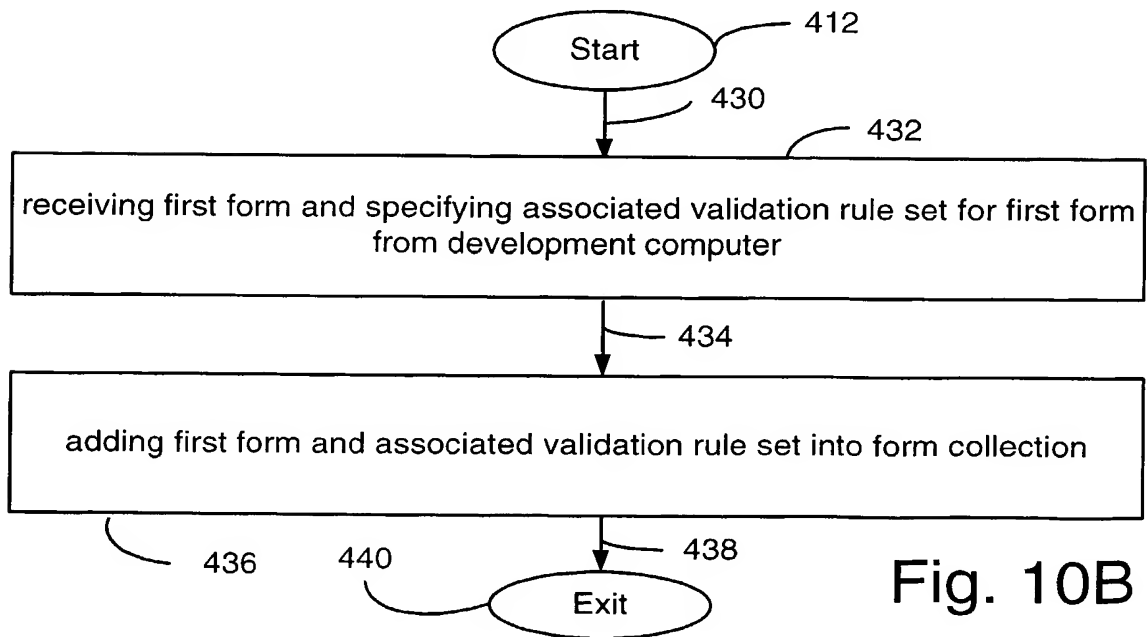 Start
412
430
432
receiving first form and specifying associated validation rule set for first form
from development computer
434
adding first form and associated validation rule set into form collection
436
440
438
Exit
Fig. 10B